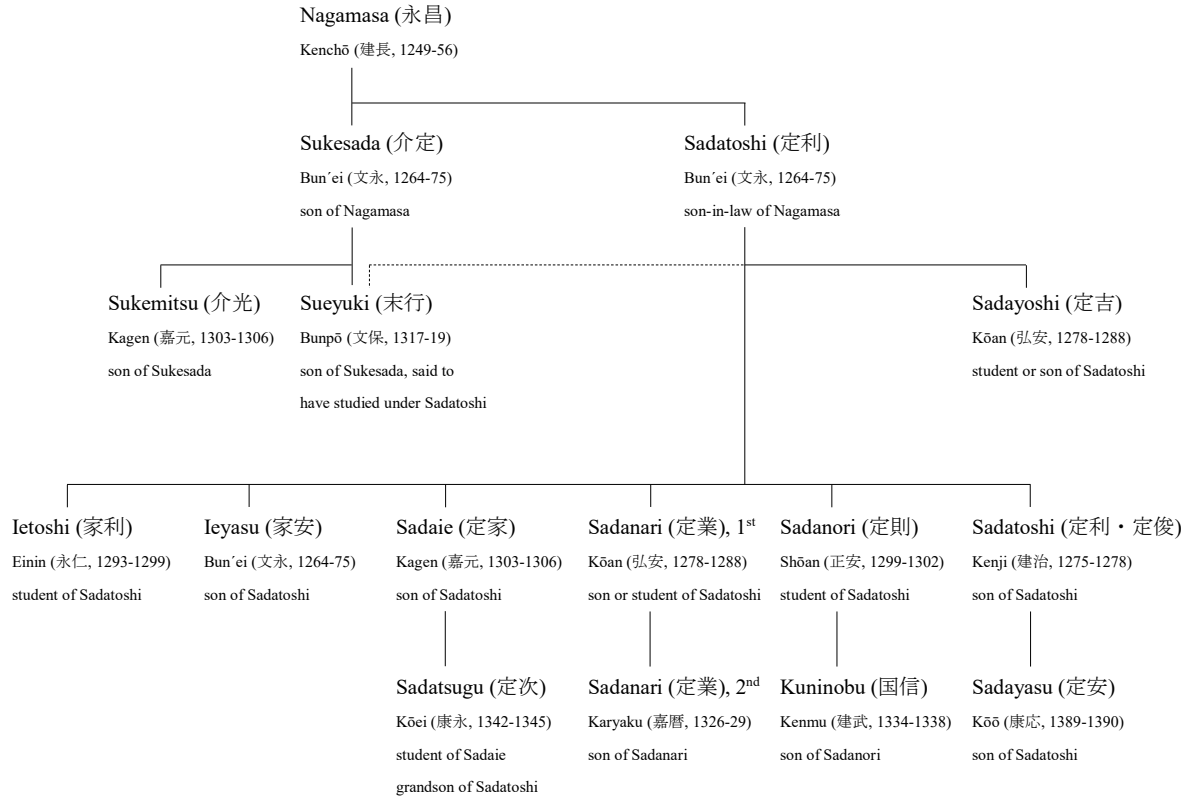 Nagamasa (永昌)
Kenchō (建長, 1249-56)
Sukesada (介定)
Bun´ei (文永, 1264-75)
son of Nagamasa
Sadatoshi (定利)
Bun´ei (文永, 1264-75)
son-in-law of Nagamasa
Sukemitsu (介光)
Kagen (嘉元, 1303-1306)
son of Sukesada
Sueyuki (末行)
Bunpō (文保, 1317-19)
son of Sukesada, said to
have studied under Sadatoshi
Sadayoshi (定吉)
Kōan (弘安, 1278-1288)
student or son of Sadatoshi
Ietoshi (家利)
Einin (永仁, 1293-1299)
student of Sadatoshi
Ieyasu (家安)
Bun´ei (文永, 1264-75)
son of Sadatoshi
Sadaie (定家)
Kagen (嘉元, 1303-1306)
son of Sadatoshi
Sadanari (定業), 1st
Kōan (弘安, 1278-1288)
son or student of Sadatoshi
Sadanori (定則)
Shōan (正安, 1299-1302)
student of Sadatoshi
Sadatoshi (定利・定俊)
Kenji (建治, 1275-1278)
son of Sadatoshi
Sadatsugu (定次)
Kōei (康永, 1342-1345)
student of Sadaie
grandson of Sadatoshi
Sadanari (定業), 2nd
Karyaku (嘉暦, 1326-29)
son of Sadanari
Kuninobu (国信)
Kenmu (建武, 1334-1338)
son of Sadanori
Sadayasu (定安)
Kōō (康応, 1389-1390)
son of Sadatoshi